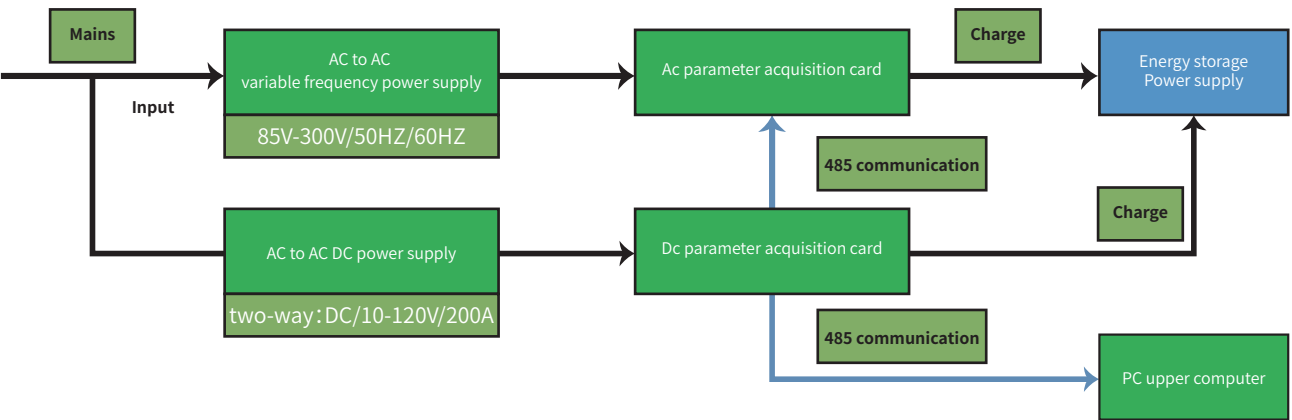 Mains
Input
AC to AC
variable frequency power supply
85V-300V/50HZ/60HZ
Ac parameter acquisition card
Charge
Energy storage
Power supply
485 communication
Charge
AC to AC DC power supply
two-way：DC/10-120V/200A
Dc parameter acquisition card
485 communication
PC upper computer